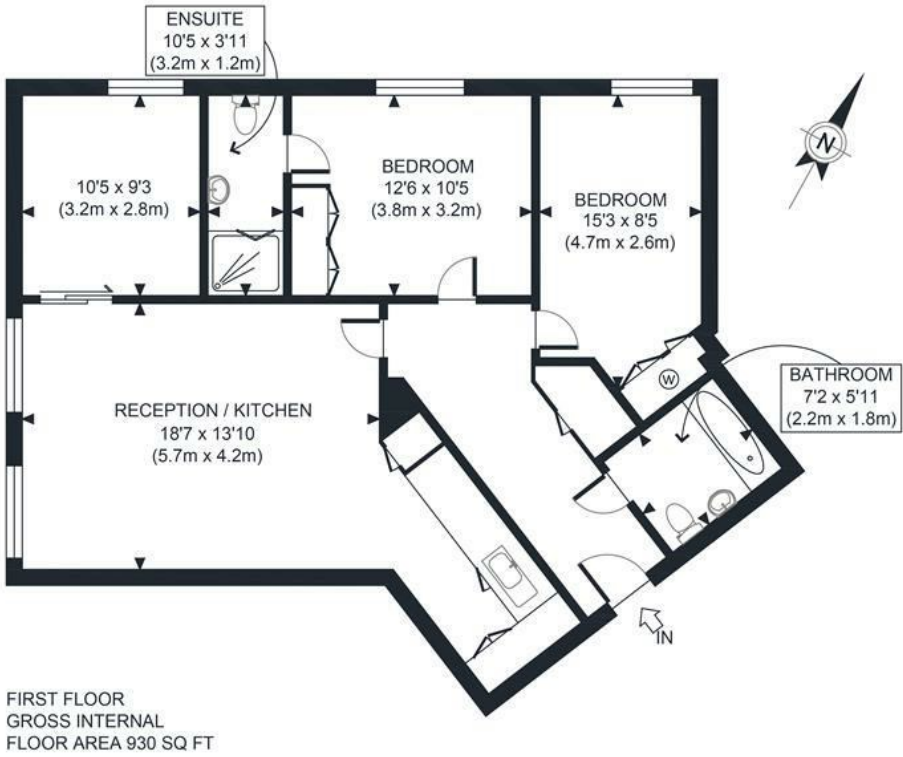 ENSUITE
10'5 x 3'11
(3.2m x 1.2m)
10'5 x 9'3
(3.2m x 2.8m)
BEDROOM
12'6 x 10'5
(3.8m x 3.2m)
BEDROOM
15'3 x 8'5
(4.7m x 2.6m)
N
W
BATHROOM
7'2 x 5'11
(2.2m x 1.8m)
RECEPTION / KITCHEN
18'7 x 13'10
(5.7m x 4.2m)
IN
FIRST FLOOR
GROSS INTERNAL
FLOOR AREA 930 SQ FT